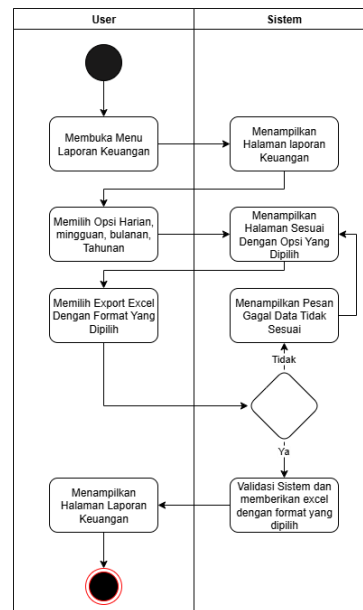 User
Sistem
Membuka Menu
Laporan Keuangan
Menampilkan
Halaman laporan
Keuangan
Memilih Opsi Harian,
mingguan, bulanan,
Tahunan
Menampilkan
Halaman Sesuai
Dengan Opsi Yang
Dipilih
Memilih Export Excel
Dengan Format Yang
Dipilih
Menampilkan Pesan
Gagal Data Tidak
Sesuai
Tidak
Ya
Validasi Sistem dan
memberikan excel
dengan format yang
dipilih
Menampilkan
Halaman Laporan
Keuangan